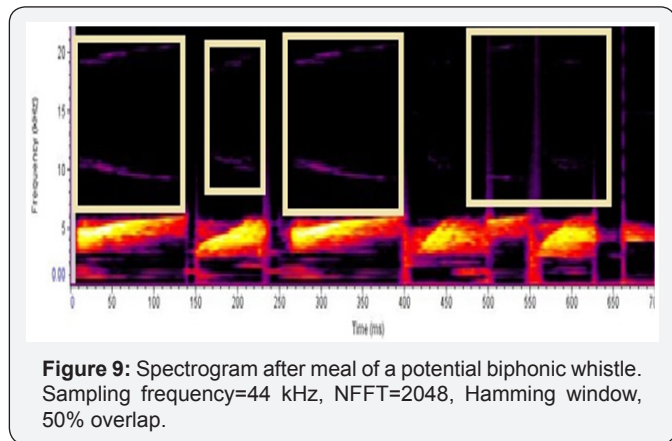 20
15
10
5
0.00
Frequency (kHz)
0 50 100 150 200 250 300 350 400 450 500 550 600 650
Time (ms)
Figure 9: Spectrogram after meal of a potential biphonic whistle.
Sampling frequency=44 kHz, NFFT=2048, Hamming window,
50% overlap.